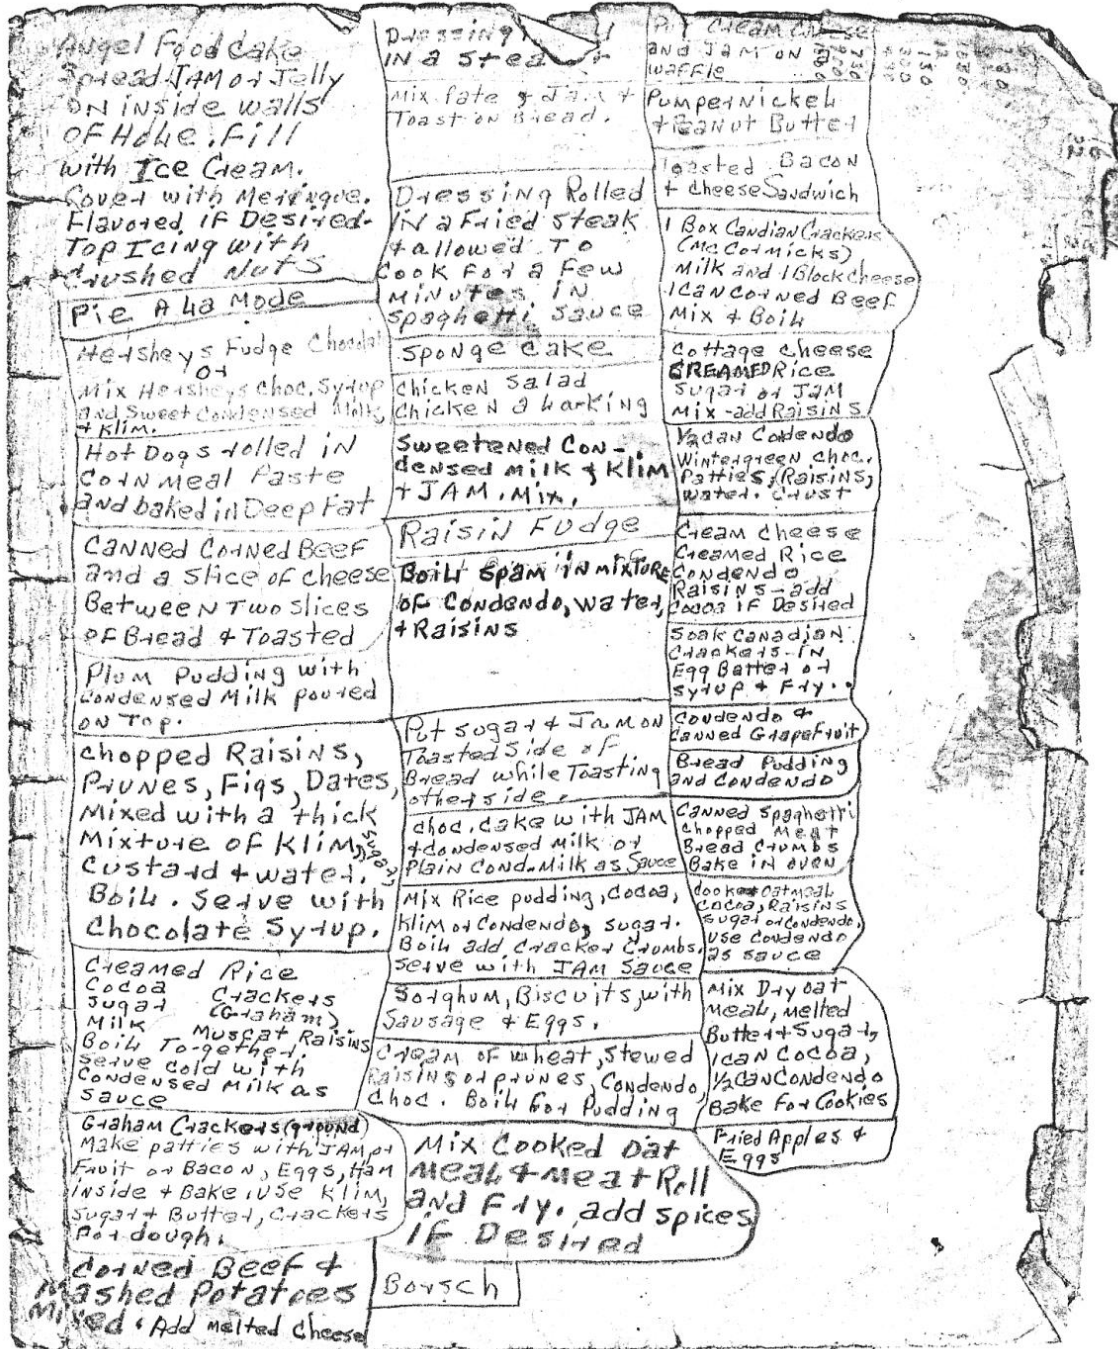 Angel Food Cake
Spread JAM or Jelly
on inside walls
of Hole. Fill
with Ice Cream.
Cover with Meringue.
Flavored if Desired-
Top Icing with
Crushed Nuts
Pie A La Mode
Hersheys Fudge Chocolat
or
Mix Hersheys Choc. Syrup
and Sweet Condensed Milk,
+ Klim.
Hot Dogs rolled in
Corn meal Paste
and baked in Deep Fat
Canned Corned Beef
and a Slice of cheese
Between Two Slices
of Bread & Toasted
Plum Pudding with
Condensed Milk poured
on Top.
chopped Raisins,
Prunes, Figs, Dates,
Mixed with a thick
Mixture of Klim, sugar,
custard & water.
Boil. Serve with
Chocolate Syrup.
Creamed Rice
Cocoa
Sugar Crackers
Milk (Graham)
Muscat Raisins
Boil To-gether.
Serve cold with
Condensed Milk as
Sauce
Graham Crackers (ground)
Make patties with JAM or
Fruit or Bacon, Eggs, Ham
inside & Bake. Use Klim,
Sugar & Butter, Crackers
For dough.
Corned Beef &
Mashed Potatoes
Mixed. Add melted Cheese
Dressing
in a steak
Mix Pate & Jam &
Toast on Bread.
Dressing Rolled
in a Fried Steak
& allowed To
Cook For a Few
Minutes in
Spaghetti Sauce
Sponge Cake
Chicken Salad
Chicken a La King
Sweetened Con-
densed milk & Klim
+ JAM. Mix.
Raisin Fudge
Boil Spam in mixture
of Condendo, water,
+ Raisins
Put sugar & Jam on
Toasted Side of
Bread while Toasting
other side.
choc. cake with JAM
+ Condensed Milk or
Plain Cond. Milk as Sauce
Mix Rice pudding, Cocoa,
Klim or Condendo, Sugar.
Boil add Cracker Crumbs.
Serve with JAM Sauce
Sorghum, Biscuits, with
Sausage & Eggs.
Cream of wheat, Stewed
Raisins or prunes, Condendo,
Choc. Boil For Pudding
Mix Cooked Oat
Meal & Meat Roll
and Fry. add spices
if Desired
Borsch
Put Cream Cheese
and Jam on
waffle
Pumpernickel
+ Peanut Butter
Toasted Bacon
+ Cheese Sandwich
1 Box Candian Crackers
(McCormicks)
Milk and 1 Block cheese
1 Can Corned Beef
Mix & Boil
Cottage cheese
CREAMED Rice
Sugar or JAM
Mix - add Raisins
1/2 can Condendo
Wintergreen choc.
Patties, (Raisins,
water. Crust
Cream Cheese
Creamed Rice
Condendo
Raisins - add
cocoa if Desired
Soak Canadian
Crackers - in
Egg Batter or
syrup & Fry.
Condendo &
Canned Grapefruit
Bread Pudding
and Condendo
Canned Spaghetti
Chopped Meat
Bread Crumbs
Bake in oven
Cooked Oatmeal
Cocoa, Raisins
Sugar or Condendo,
Use Condendo
as sauce
Mix Dry Oat
Meal, melted
Butter & Sugar,
1 can Cocoa,
1/2 Can Condendo
Bake For Cookies
Fried Apples &
Eggs